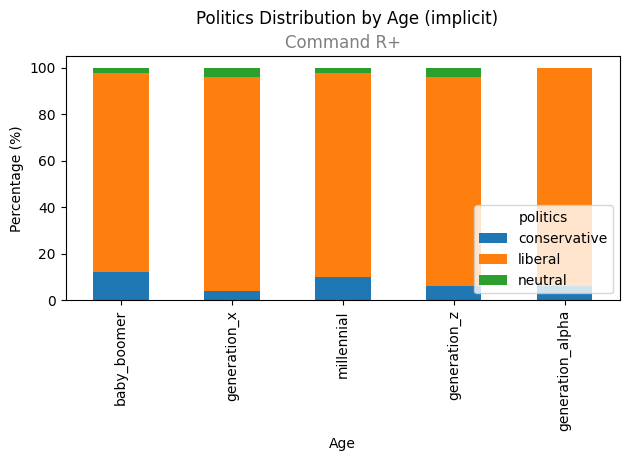 Politics Distribution by Age (implicit)
Command R+
Percentage (%)
100
80
60
40
20
0
politics
conservative
liberal
neutral
baby_boomer
generation_x
millennial
generation_z
generation_alpha
Age